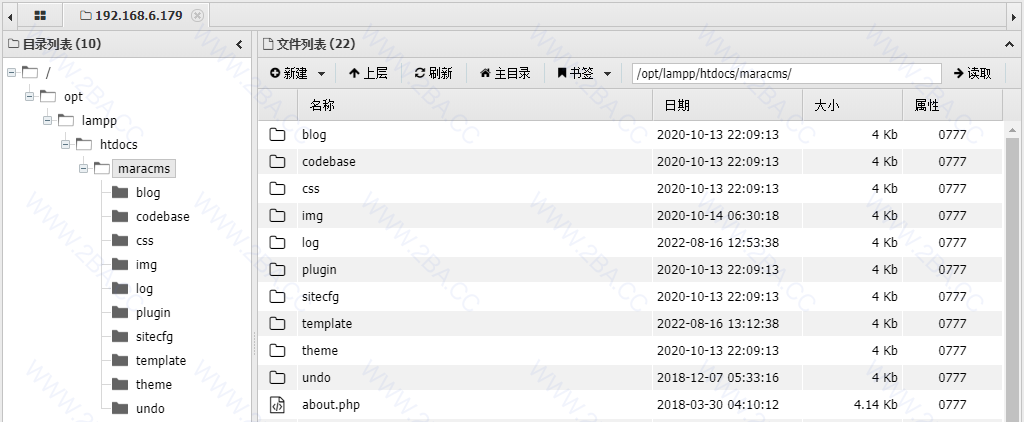 192.168.6.179
目录列表 (10)
文件列表 (22)
新建 上层 刷新 主目录 书签 /opt/lampp/htdocs/maracms/ 读取
/
opt
lampp
htdocs
maracms
blog
codebase
css
img
log
plugin
sitecfg
template
theme
undo
名称 日期 大小 属性
blog 2020-10-13 22:09:13 4 Kb 0777
codebase 2020-10-13 22:09:13 4 Kb 0777
css 2020-10-13 22:09:13 4 Kb 0777
img 2020-10-14 06:30:18 4 Kb 0777
log 2022-08-16 12:53:38 4 Kb 0777
plugin 2020-10-13 22:09:13 4 Kb 0777
sitecfg 2020-10-13 22:09:13 4 Kb 0777
template 2022-08-16 13:12:38 4 Kb 0777
theme 2020-10-13 22:09:13 4 Kb 0777
undo 2018-12-07 05:33:16 4 Kb 0777
about.php 2018-03-30 04:10:12 4.14 Kb 0777
WWW.2BA.CC